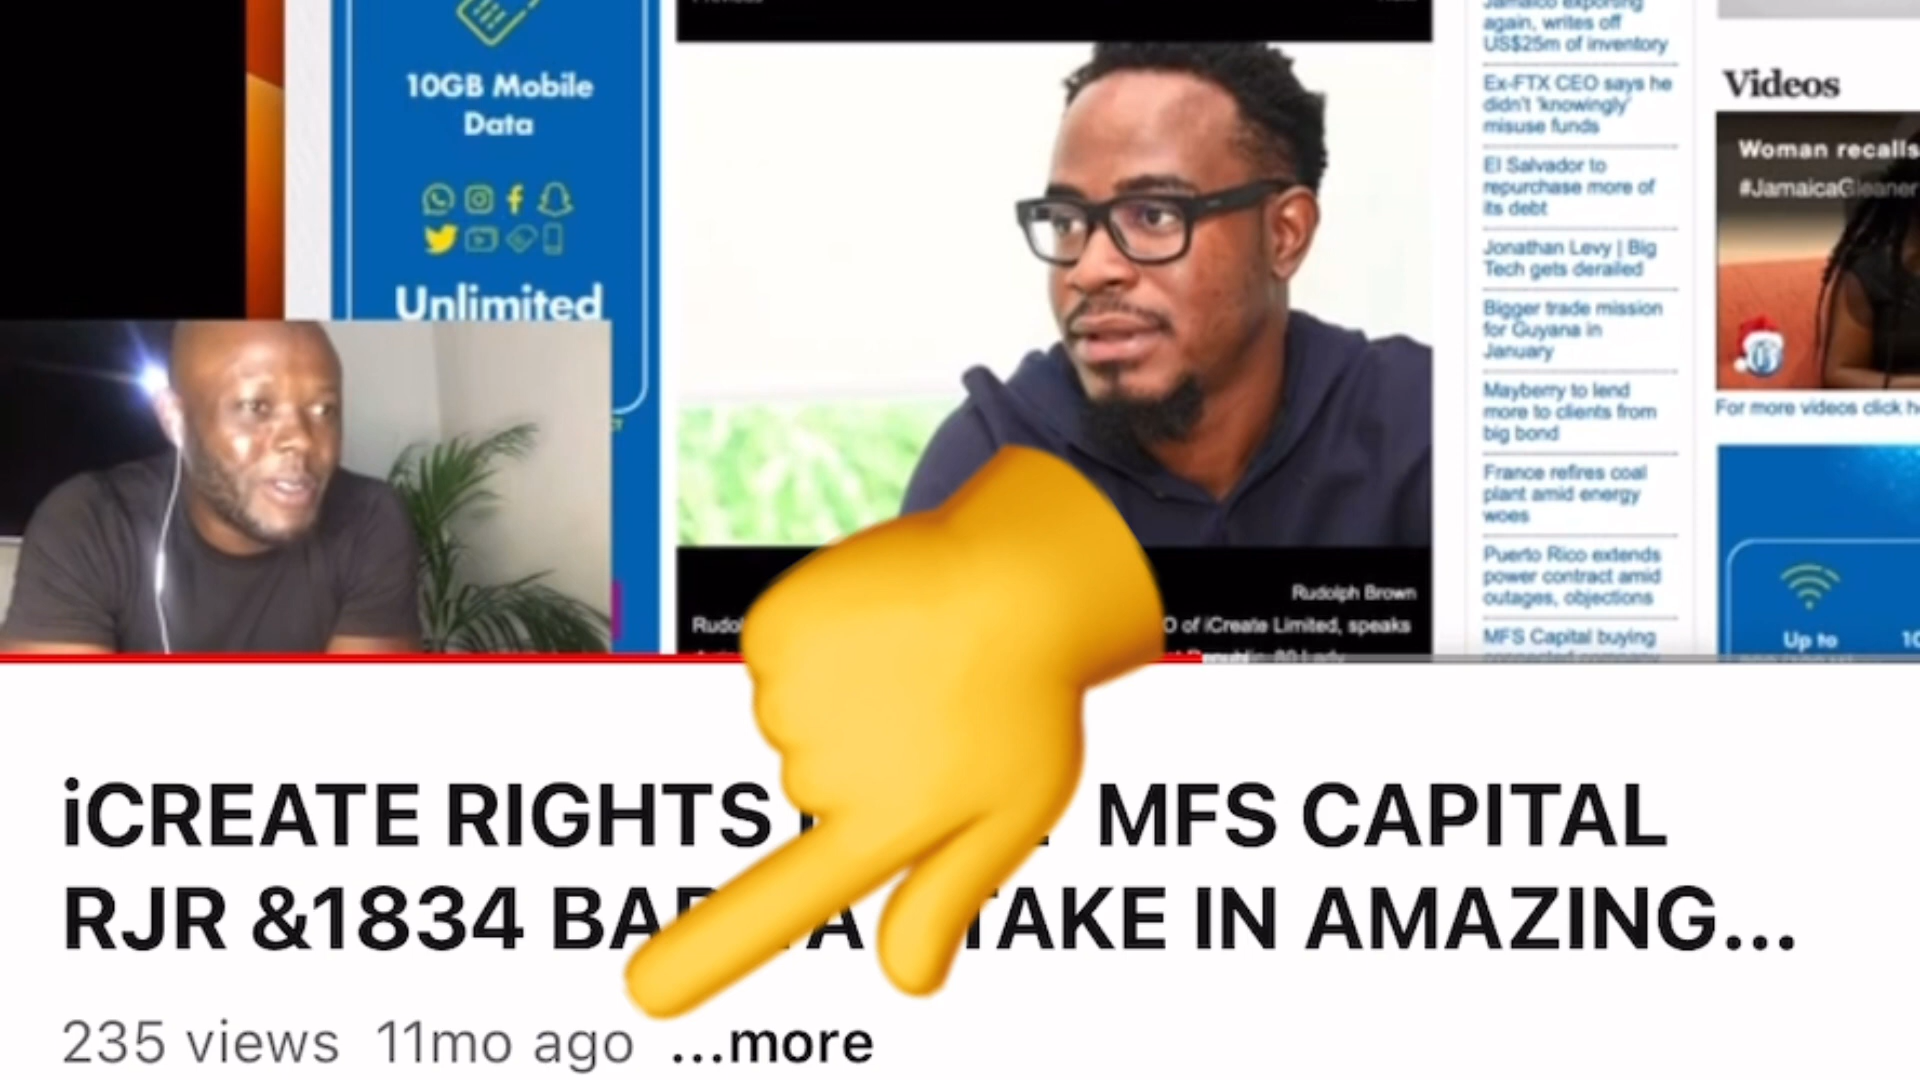 10GB Mobile
Data
Unlimited
Jamaico exporting
again, writes off
US$25m of inventory
Ex-FTX CEO says he
didn't 'knowingly'
misuse funds
El Salvador to
repurchase more of
its debt
Jonathan Levy | Big
Tech gets derailed
Bigger trade mission
for Guyana in
January
Mayberry to lend
more to clients from
big bond
France refires coal
plant amid energy
woes
Puerto Rico extends
power contract amid
outages, objections
MFS Capital buying
Videos
Woman recalls
#JamaicaGleaner
For more videos click
Up to
Rudolph Brown
O of iCreate Limited, speaks
iCREATE RIGHTS MFS CAPITAL
RJR &1834 TAKE IN AMAZING...
235 views 11mo ago ...more